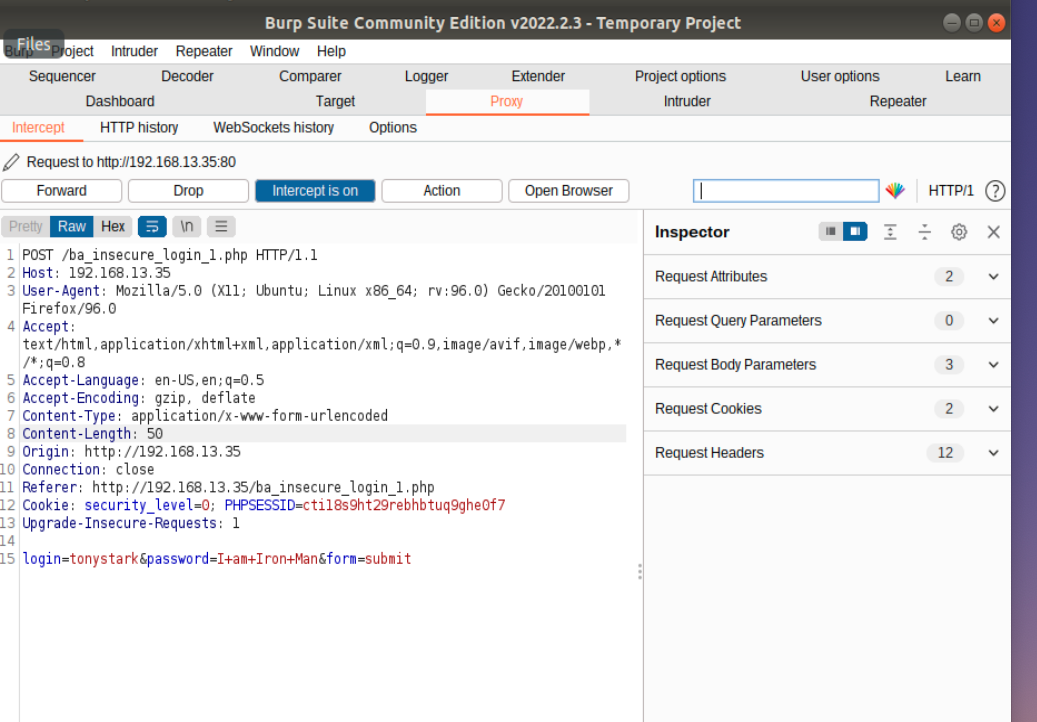 Burp Suite Community Edition v2022.2.3 - Temporary Project
Files
Burp Project Intruder Repeater Window Help
Sequencer Decoder Comparer Logger Extender Project options User options Learn
Dashboard Target Proxy Intruder Repeater
Intercept HTTP history WebSockets history Options
Request to http://192.168.13.35:80
Forward Drop Intercept is on Action Open Browser HTTP/1 ?
Pretty Raw Hex \n
Inspector
1 POST /ba_insecure_login_1.php HTTP/1.1
2 Host: 192.168.13.35
3 User-Agent: Mozilla/5.0 (X11; Ubuntu; Linux x86_64; rv:96.0) Gecko/20100101
Firefox/96.0
4 Accept:
text/html,application/xhtml+xml,application/xml;q=0.9,image/avif,image/webp,*
/*;q=0.8
5 Accept-Language: en-US,en;q=0.5
6 Accept-Encoding: gzip, deflate
7 Content-Type: application/x-www-form-urlencoded
8 Content-Length: 50
9 Origin: http://192.168.13.35
10 Connection: close
11 Referer: http://192.168.13.35/ba_insecure_login_1.php
12 Cookie: security_level=0; PHPSESSID=cti18s9ht29rebhbtuq9ghe0f7
13 Upgrade-Insecure-Requests: 1
14
15 login=tonystark&password=I+am+Iron+Man&form=submit
Request Attributes 2
Request Query Parameters 0
Request Body Parameters 3
Request Cookies 2
Request Headers 12